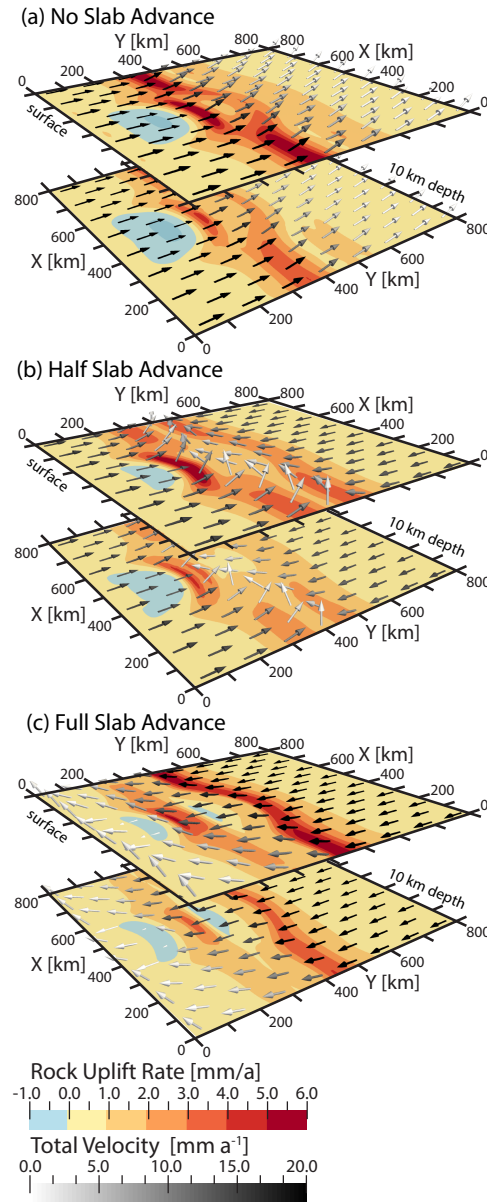 (a) No Slab Advance
Y [km]
0 200 400 600 800 800 600 400 200 0
X [km]
surface
10 km depth
800 600 400 200 0
X [km]
0 200 400 600 800
Y [km]
(b) Half Slab Advance
Y [km]
0 200 400 600 800 800 600 400 200 0
X [km]
surface
10 km depth
800 600 400 200 0
X [km]
0 200 400 600 800
Y [km]
(c) Full Slab Advance
Y [km]
0 200 400 600 800 800 600 400 200 0
X [km]
surface
10 km depth
800 600 400 200 0
X [km]
0 200 400 600 800
Y [km]
Rock Uplift Rate [mm/a]
-1.0 0.0 1.0 2.0 3.0 4.0 5.0 6.0
Total Velocity [mm a⁻¹]
0.0 5.0 10.0 15.0 20.0